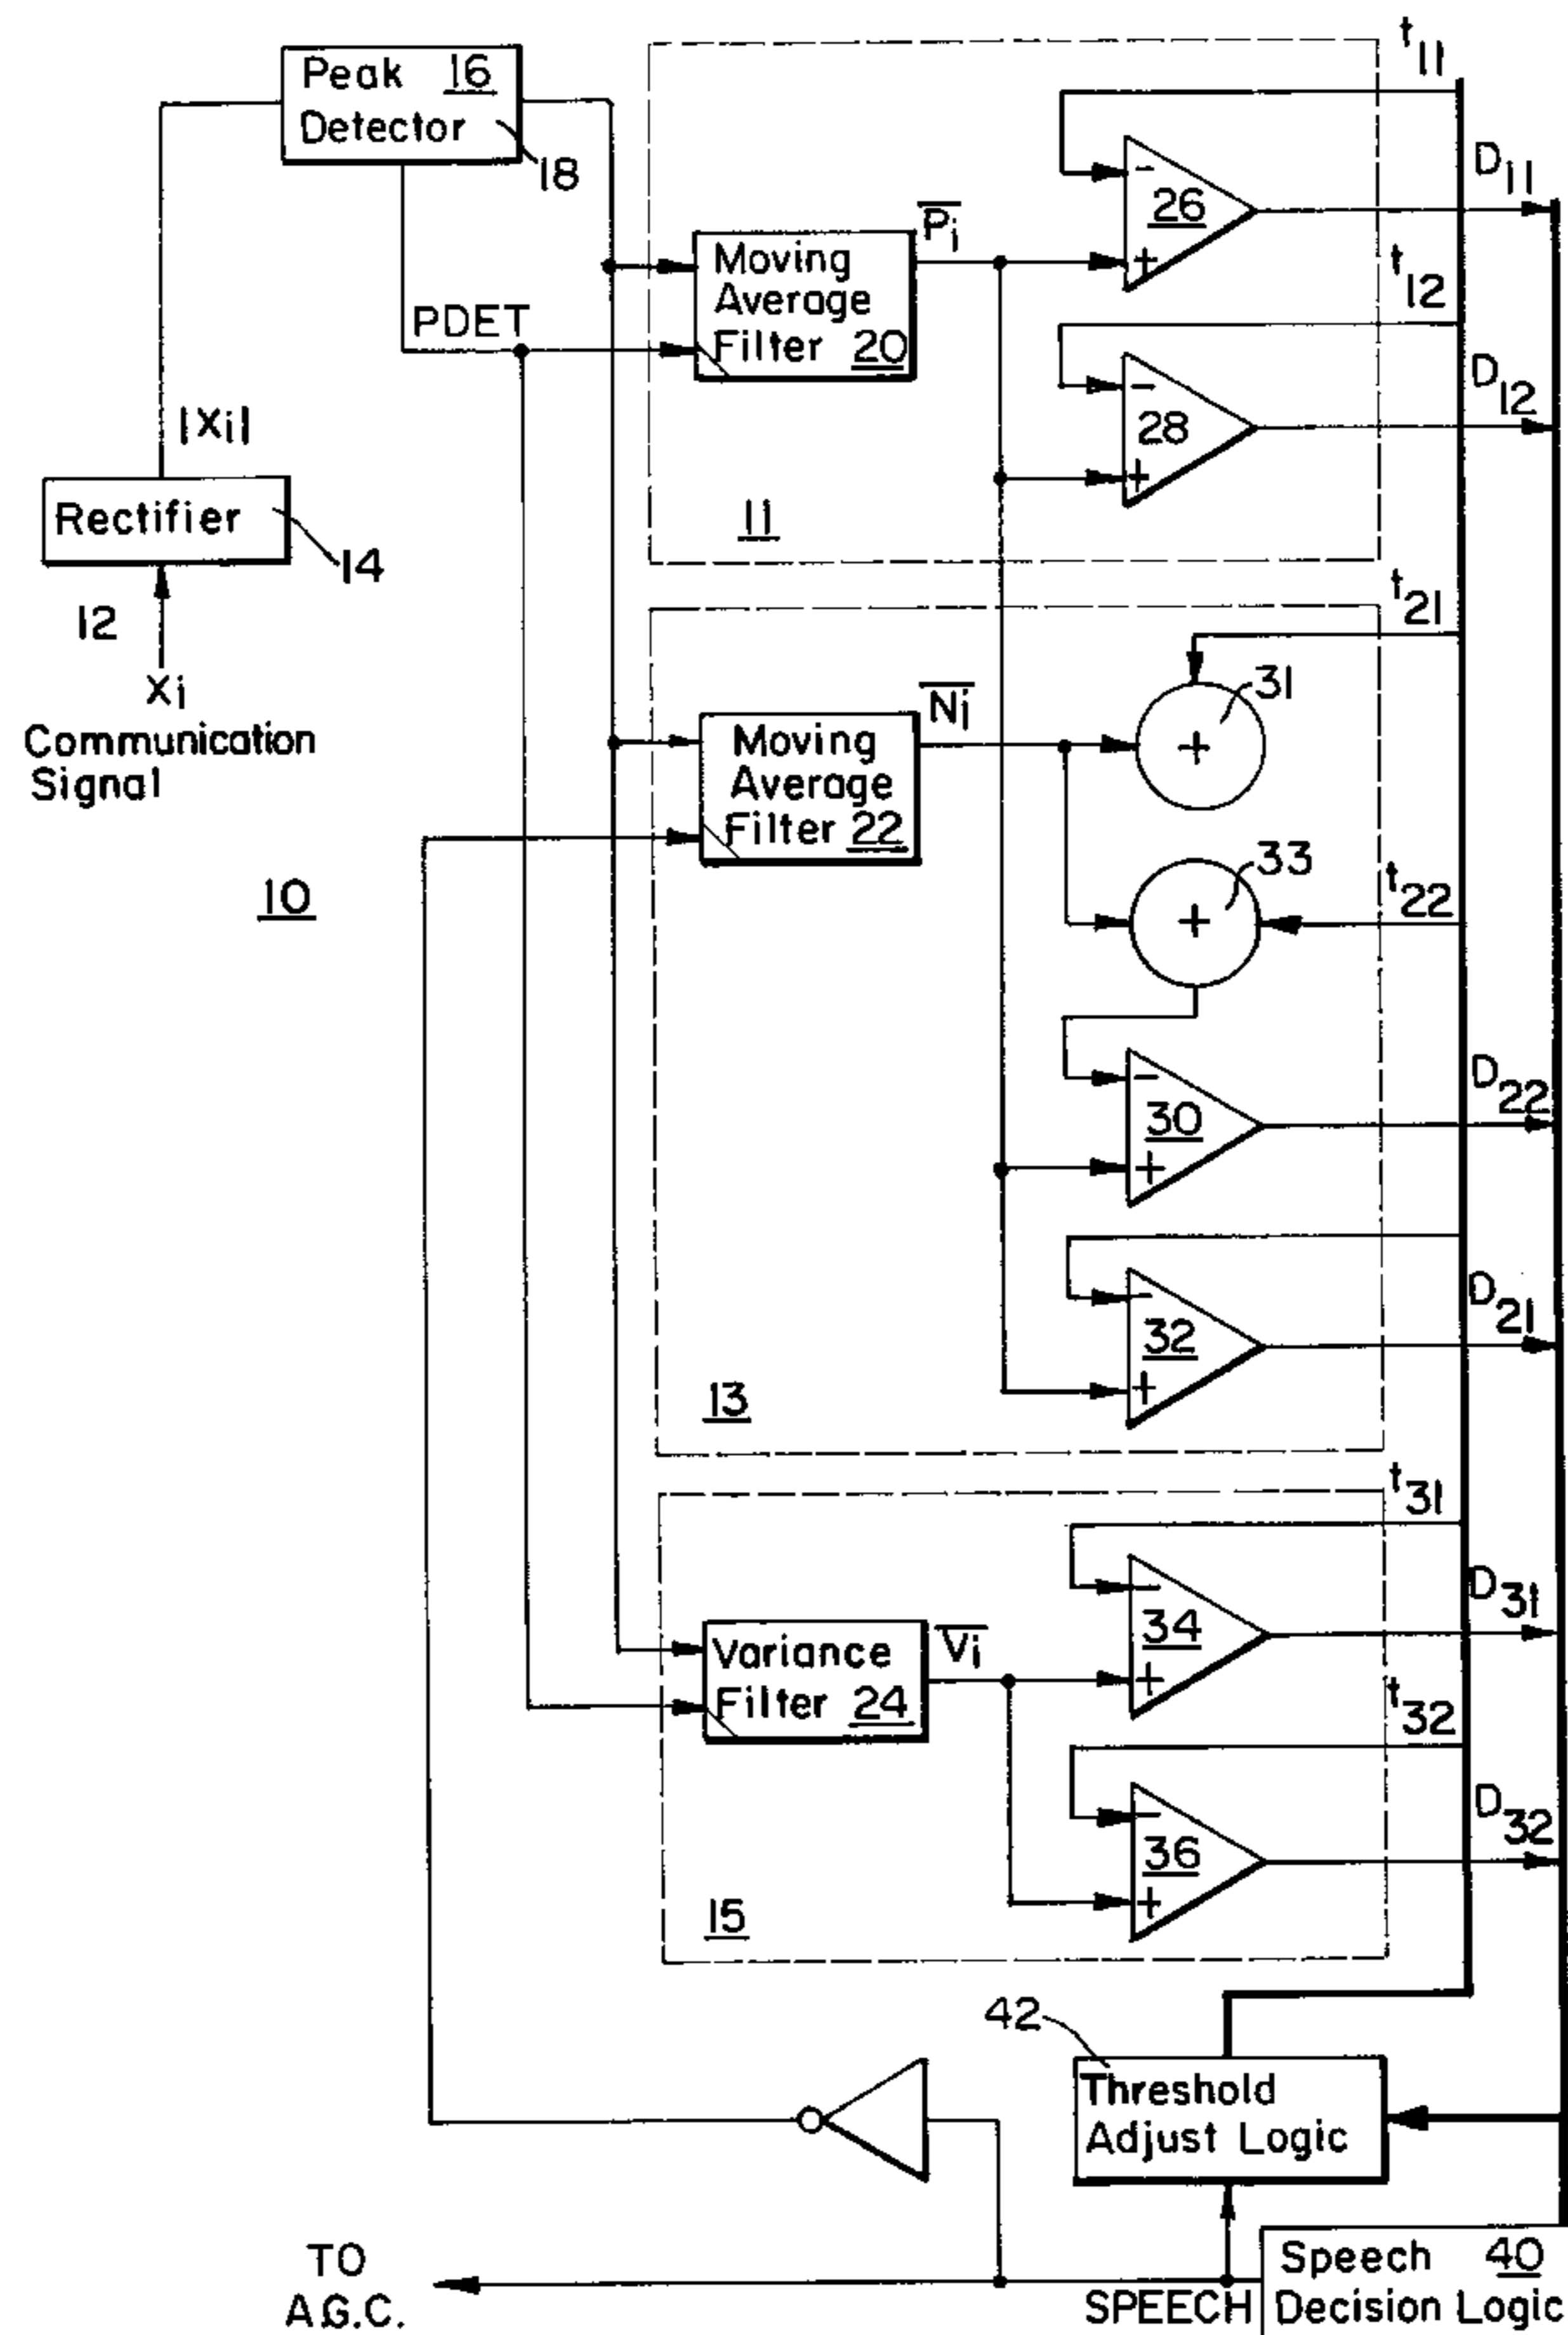 t11
Peak 16
Detector
18
D11
-
26
+
P̅i̅
t12
Moving
Average
Filter 20
PDET
D12
-
28
+
|Xi|
11
Rectifier
14
12
Xi
Communication
Signal
t21
31
N̅i̅
+
Moving
Average
Filter 22
33
t22
+
10
D22
-
30
+
D21
-
32
+
13
t31
D31
-
34
+
V̅i̅
Variance
Filter 24
t32
D32
-
36
+
15
42
Threshold
Adjust Logic
TO
A.G.C.
SPEECH
Speech 40
Decision Logic